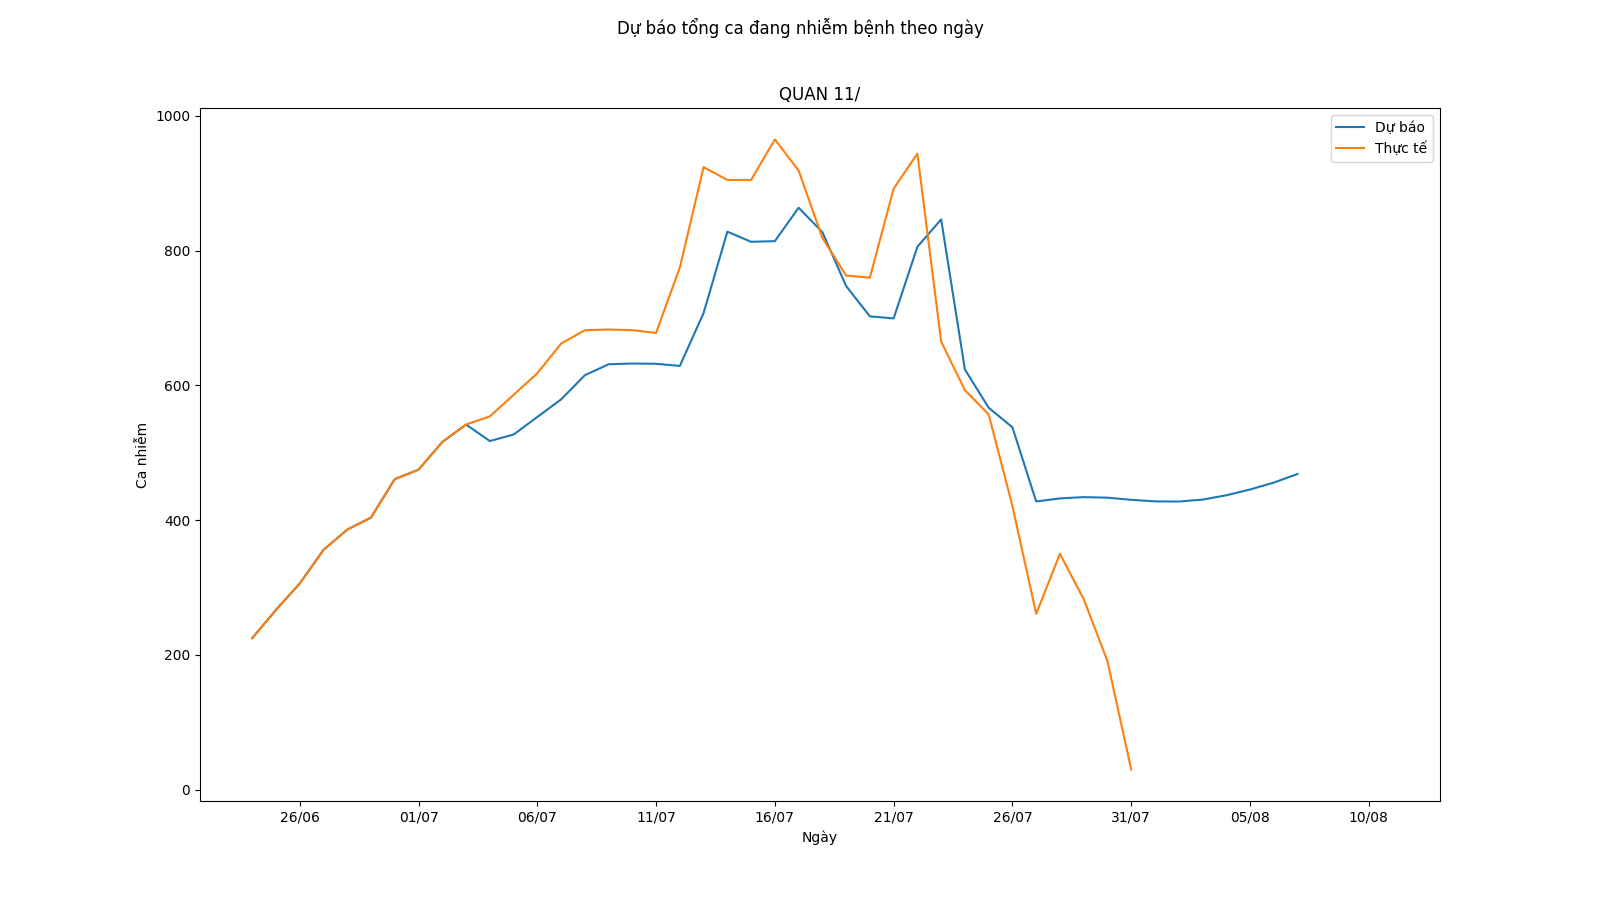 Dự báo tổng ca đang nhiễm bệnh theo ngày
QUAN 11/
Dự báo
Thực tế
1000
800
600
400
200
0
Ca nhiễm
26/06 01/07 06/07 11/07 16/07 21/07 26/07 31/07 05/08 10/08
Ngày